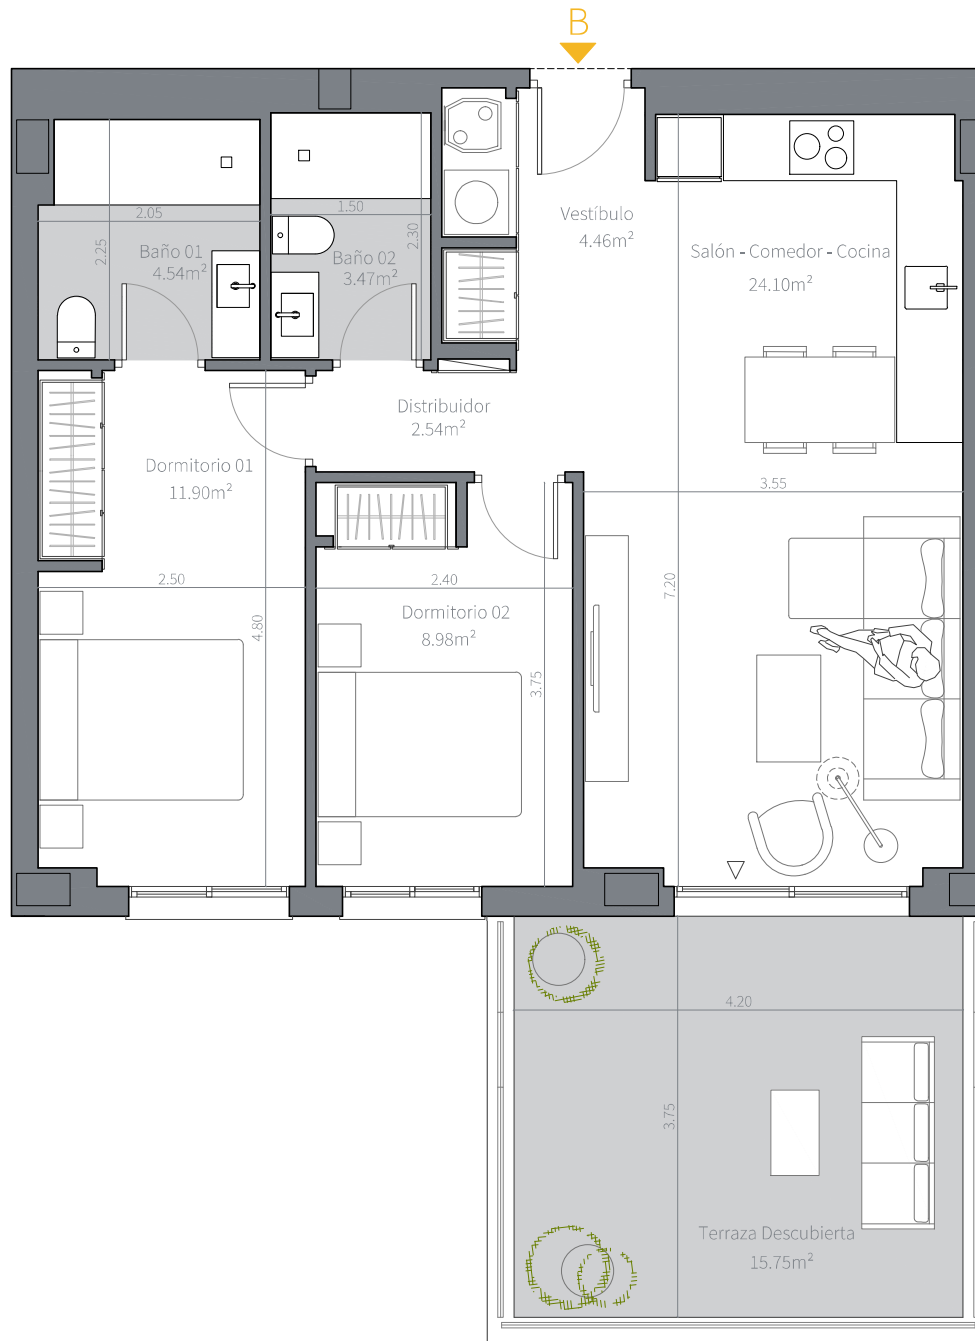 B
2.05
2.25
Baño 01
4.54m²
1.50
2.30
Baño 02
3.47m²
Vestíbulo
4.46m²
Salón - Comedor - Cocina
24.10m²
Distribuidor
2.54m²
Dormitorio 01
11.90m²
3.55
2.50
4.80
2.40
Dormitorio 02
8.98m²
3.75
7.20
4.20
3.75
Terraza Descubierta
15.75m²